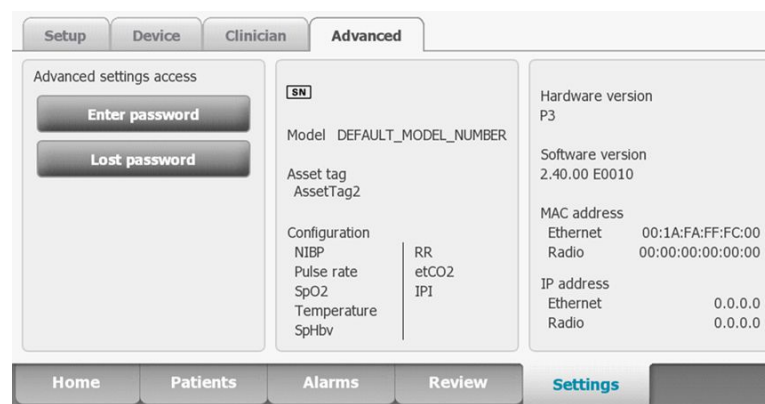 Setup Device Clinician Advanced
Advanced settings access
Enter password
Lost password
SN
Model DEFAULT_MODEL_NUMBER
Asset tag
AssetTag2
Configuration
NIBP RR
Pulse rate etCO2
SpO2 IPI
Temperature
SpHbv
Hardware version
P3
Software version
2.40.00 E0010
MAC address
Ethernet 00:1A:FA:FF:FC:00
Radio 00:00:00:00:00:00
IP address
Ethernet 0.0.0.0
Radio 0.0.0.0
Home Patients Alarms Review Settings